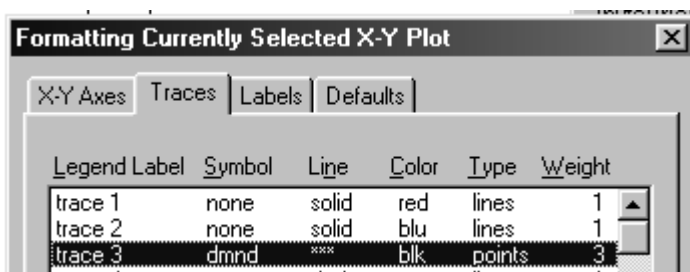 Formatting Currently Selected X-Y Plot
X-Y Axes Traces Labels Defaults
Legend Label Symbol Line Color Type Weight
trace 1 none solid red lines 1
trace 2 none solid blu lines 1
trace 3 dmnd *** blk points 3